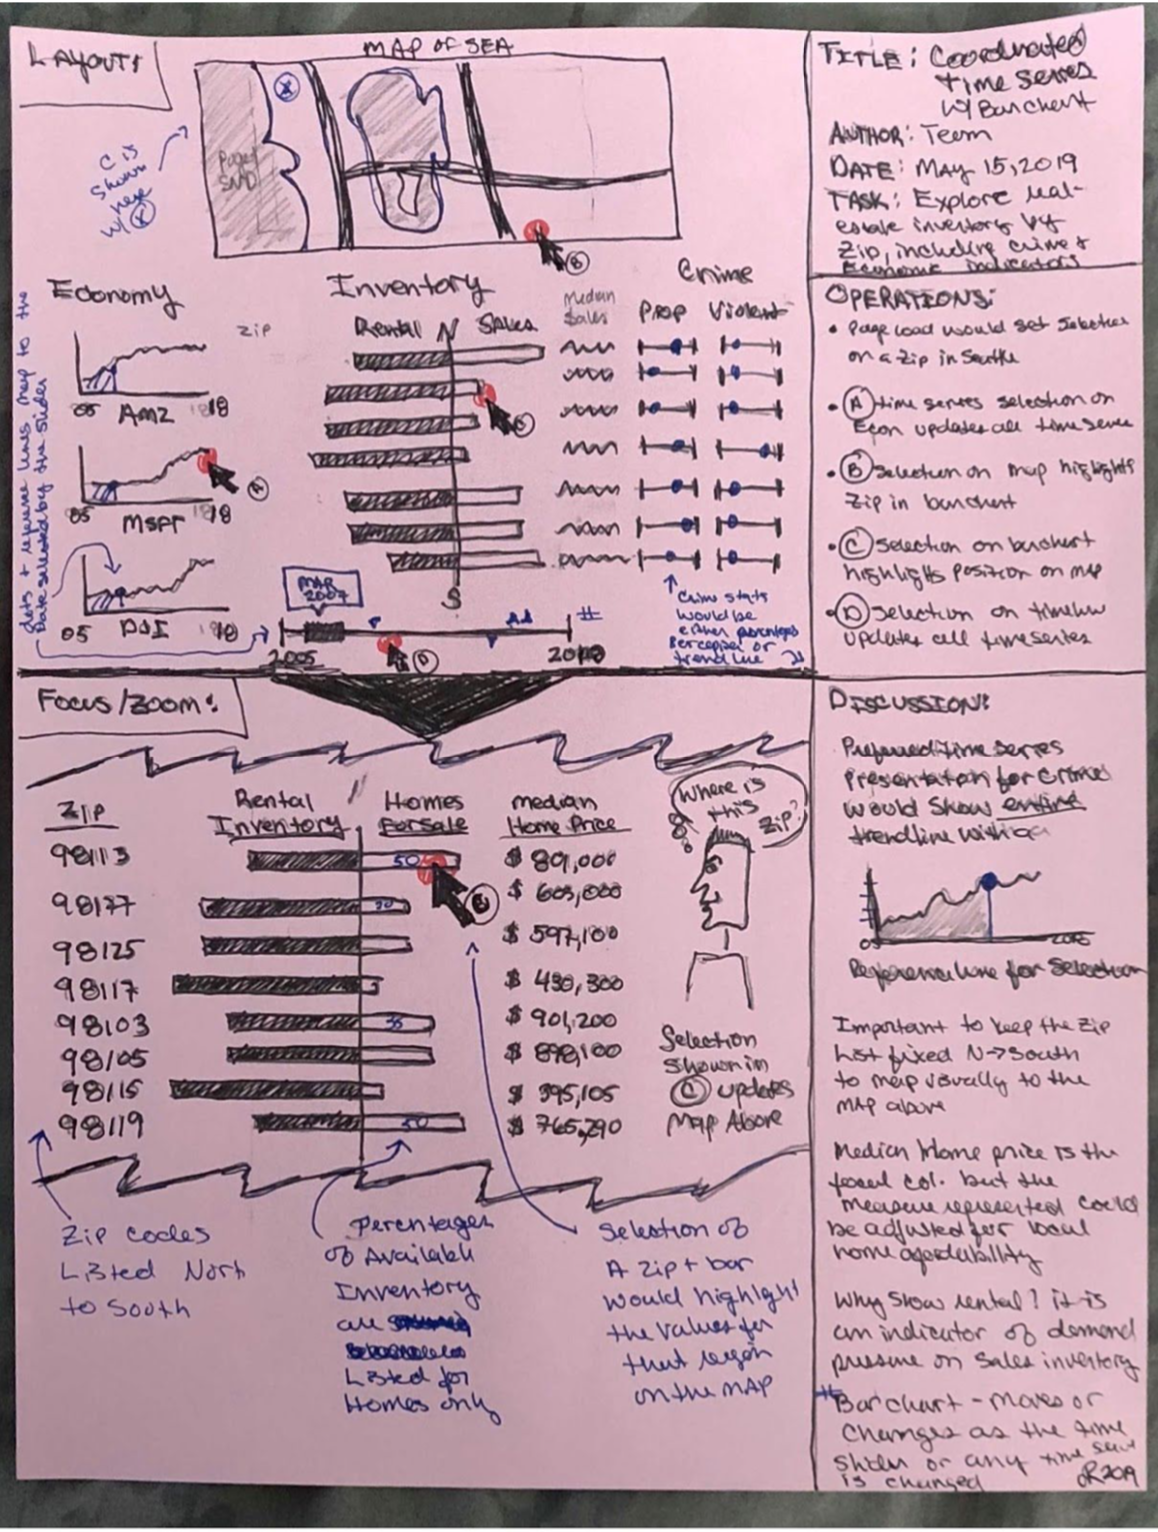 LAYOUT:
MAP OF SEA
X
Puget
SND
C is
shown
here
w/ X
B
Economy
Inventory
Crime
zip
Rental N Sales
Median
Sales
Prop Violent
05 AMZ 18
05 MSFT 18
05 DJI 18
A
C
dots + reference lines map to the
Date selected by the slider
MAR
2007
S
#
2005
D
Crime stats
would be
either percentages
per capita or
trendline
TITLE: Coordinated
time series
w/ Barchart
AUTHOR: Team
DATE: MAY 15, 2019
TASK: Explore real-
estate inventory by
Zip, including crime +
Economic indicators
OPERATIONS:
• Page load would set selection
on a zip in Seattle
• A time series selection on
Econ updates all time series
• B selection on map highlights
Zip in barchart
• C selection on barchart
highlights position on map
• D selection on timeline
updates all time series
FOCUS/ZOOM:
ZIP
Rental
Inventory
Homes
For Sale
median
Home Price
98113 50 $ 801,000
98177 20 $ 603,000
98125 $ 597,100
98117 $ 430,300
98103 35 $ 901,200
98105 $ 898,100
98115 $ 395,105
98119 50 $ 765,290
Where is
this
zip?
Selection
shown in
C updates
Map Above
Zip codes
Listed North
to South
Percentages
of Available
Inventory
are
Listed for
Homes only
Selection of
A zip + bar
would highlight
the values for
that region
on the MAP
DISCUSSION:
Preferred time series
presentation for crime
would show entire
trendline with a
05
Reference line for selection
Important to keep the zip
list fixed N→South
to map visually to the
MAP above
Median Home price is the
focal col. but the
measure represented could
be adjusted for local
home affordability
Why show rental? it is
an indicator of demand
pressure on sales inventory
# Barchart - moves or
changes as the time
slider or any time series
is changed
R2019